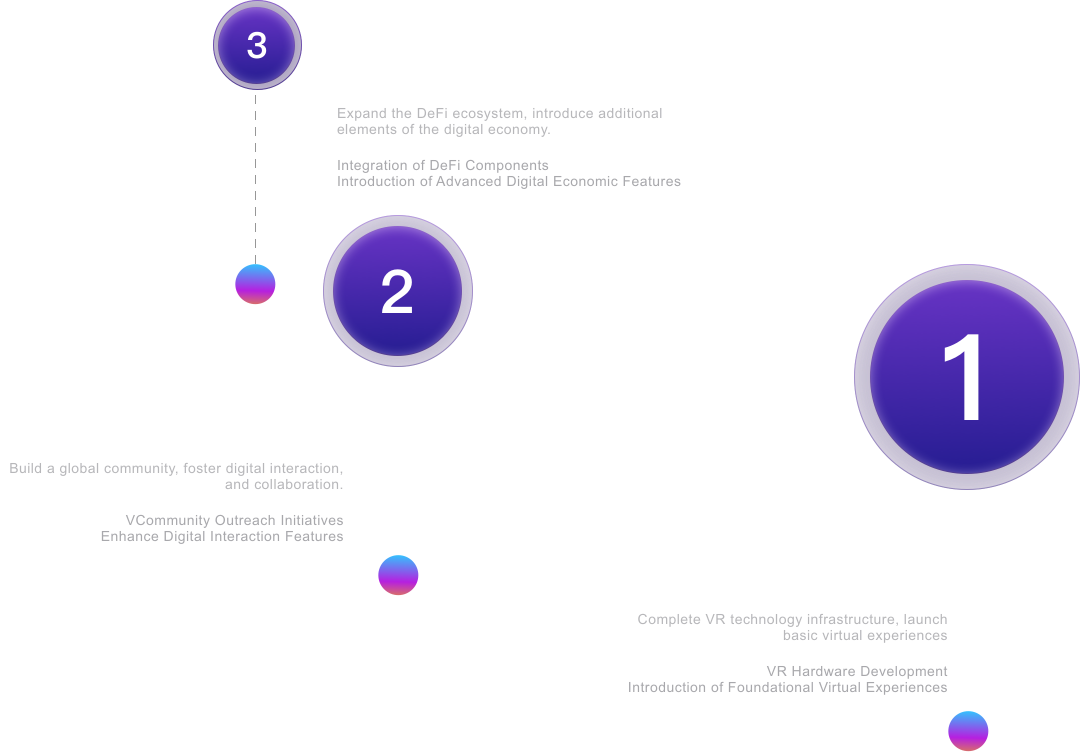 3
Expand the DeFi ecosystem, introduce additional
elements of the digital economy.
Integration of DeFi Components
Introduction of Advanced Digital Economic Features
2
1
Build a global community, foster digital interaction,
and collaboration.
VCommunity Outreach Initiatives
Enhance Digital Interaction Features
Complete VR technology infrastructure, launch
basic virtual experiences
VR Hardware Development
Introduction of Foundational Virtual Experiences